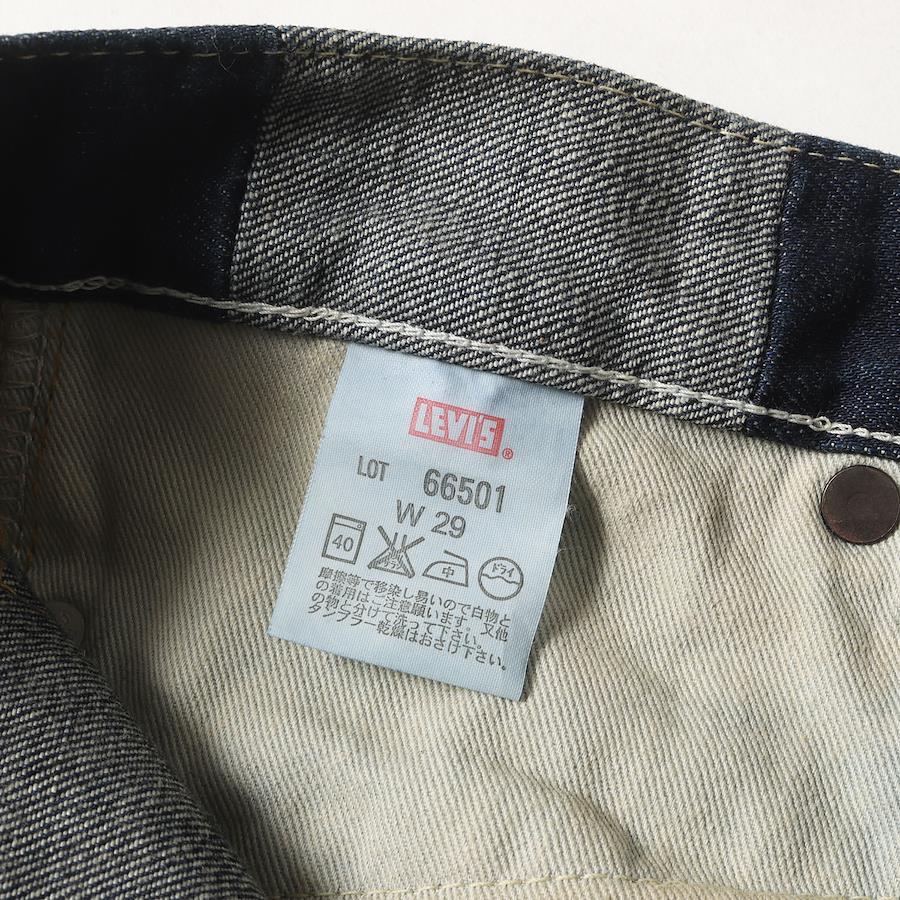 LEVI'S®
LOT 66501
W 29
40 中 ドライ
摩擦等で移染し易いので白物と
の着用はご注意願います。又他
の物と分けて洗って下さい。
タンブラー乾燥はおさけ下さい。